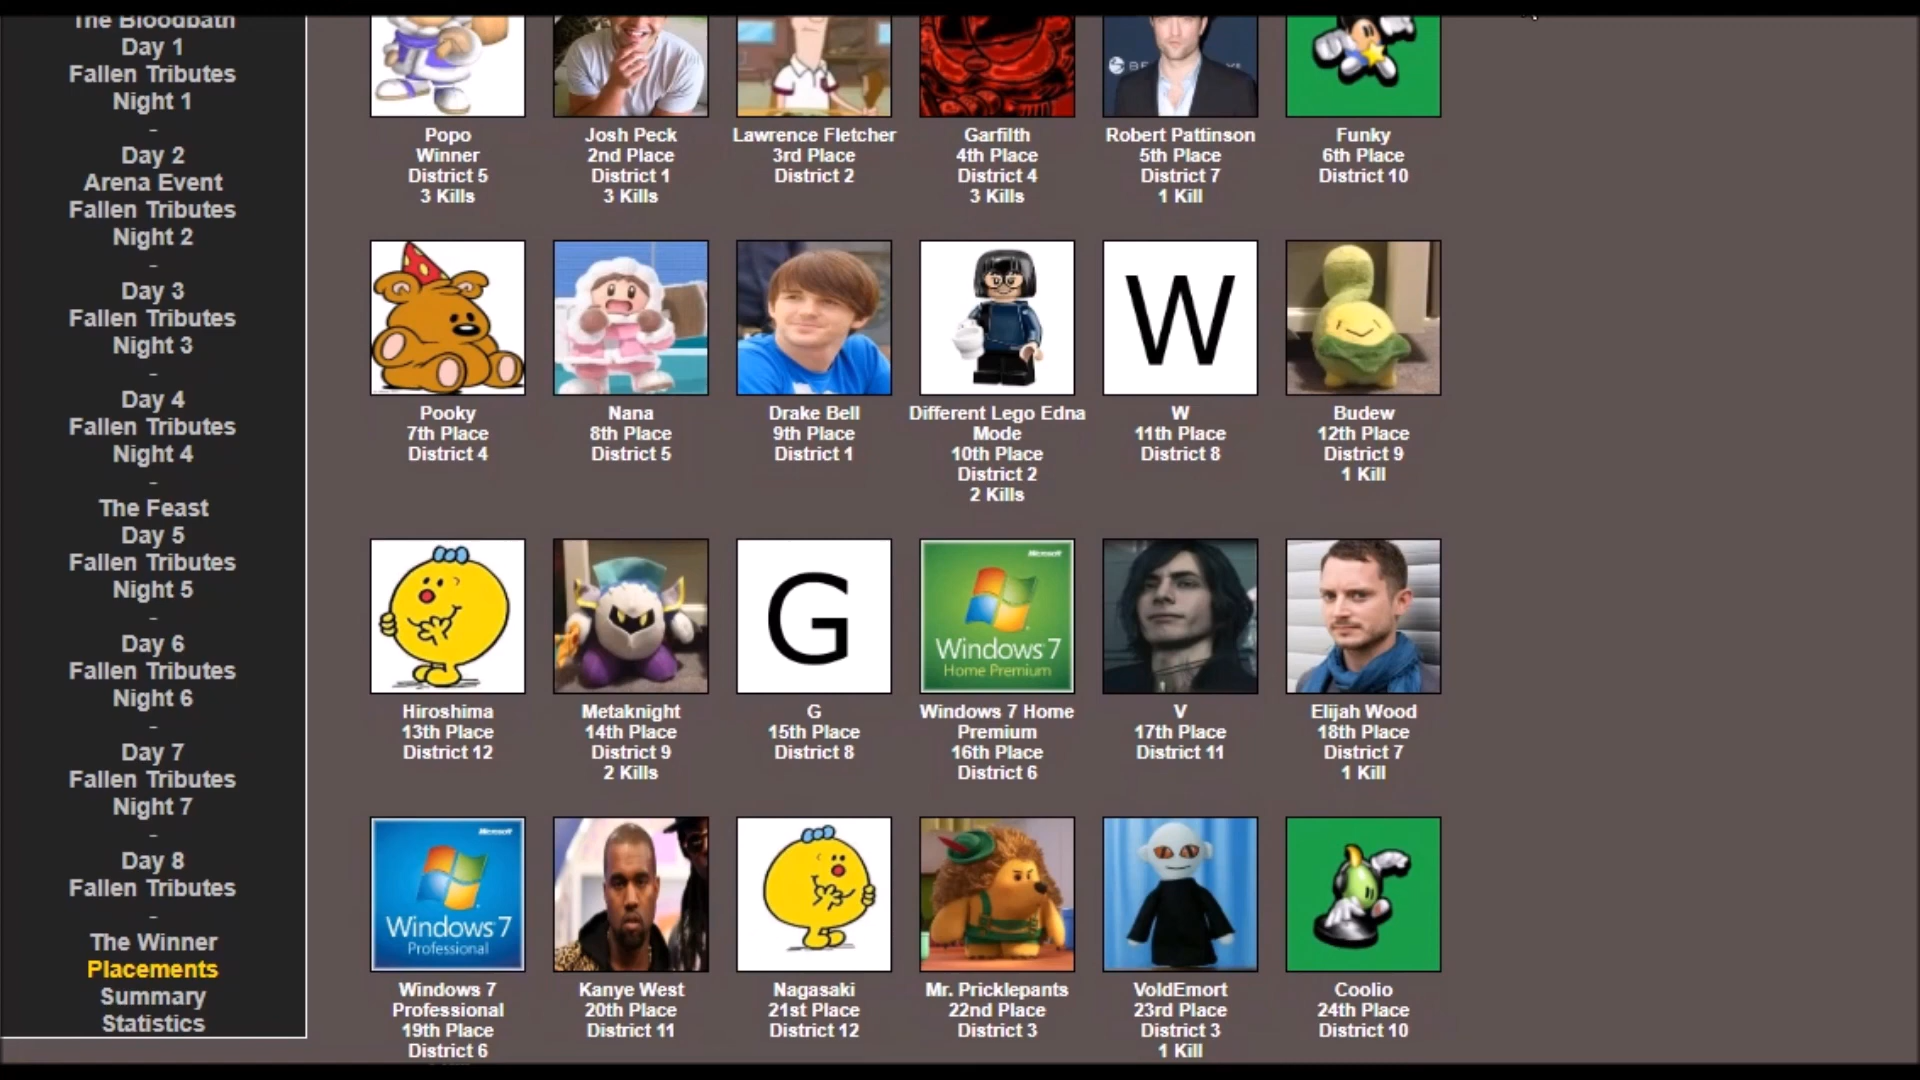 The Bloodbath
Day 1
Fallen Tributes
Night 1
-
Day 2
Arena Event
Fallen Tributes
Night 2
-
Day 3
Fallen Tributes
Night 3
-
Day 4
Fallen Tributes
Night 4
-
The Feast
Day 5
Fallen Tributes
Night 5
-
Day 6
Fallen Tributes
Night 6
-
Day 7
Fallen Tributes
Night 7
-
Day 8
Fallen Tributes
-
The Winner
Placements
Summary
Statistics
Popo
Winner
District 5
3 Kills
Josh Peck
2nd Place
District 1
3 Kills
Lawrence Fletcher
3rd Place
District 2
Garfilth
4th Place
District 4
3 Kills
Robert Pattinson
5th Place
District 7
1 Kill
Funky
6th Place
District 10
Pooky
7th Place
District 4
Nana
8th Place
District 5
Drake Bell
9th Place
District 1
Different Lego Edna
Mode
10th Place
District 2
2 Kills
W
W
11th Place
District 8
Budew
12th Place
District 9
1 Kill
Hiroshima
13th Place
District 12
Metaknight
14th Place
District 9
2 Kills
G
G
15th Place
District 8
Microsoft
Windows 7
Home Premium
Windows 7 Home
Premium
16th Place
District 6
V
17th Place
District 11
Elijah Wood
18th Place
District 7
1 Kill
Microsoft
Windows 7
Professional
Windows 7
Professional
19th Place
District 6
Kanye West
20th Place
District 11
Nagasaki
21st Place
District 12
Mr. Pricklepants
22nd Place
District 3
VoldEmort
23rd Place
District 3
1 Kill
Coolio
24th Place
District 10